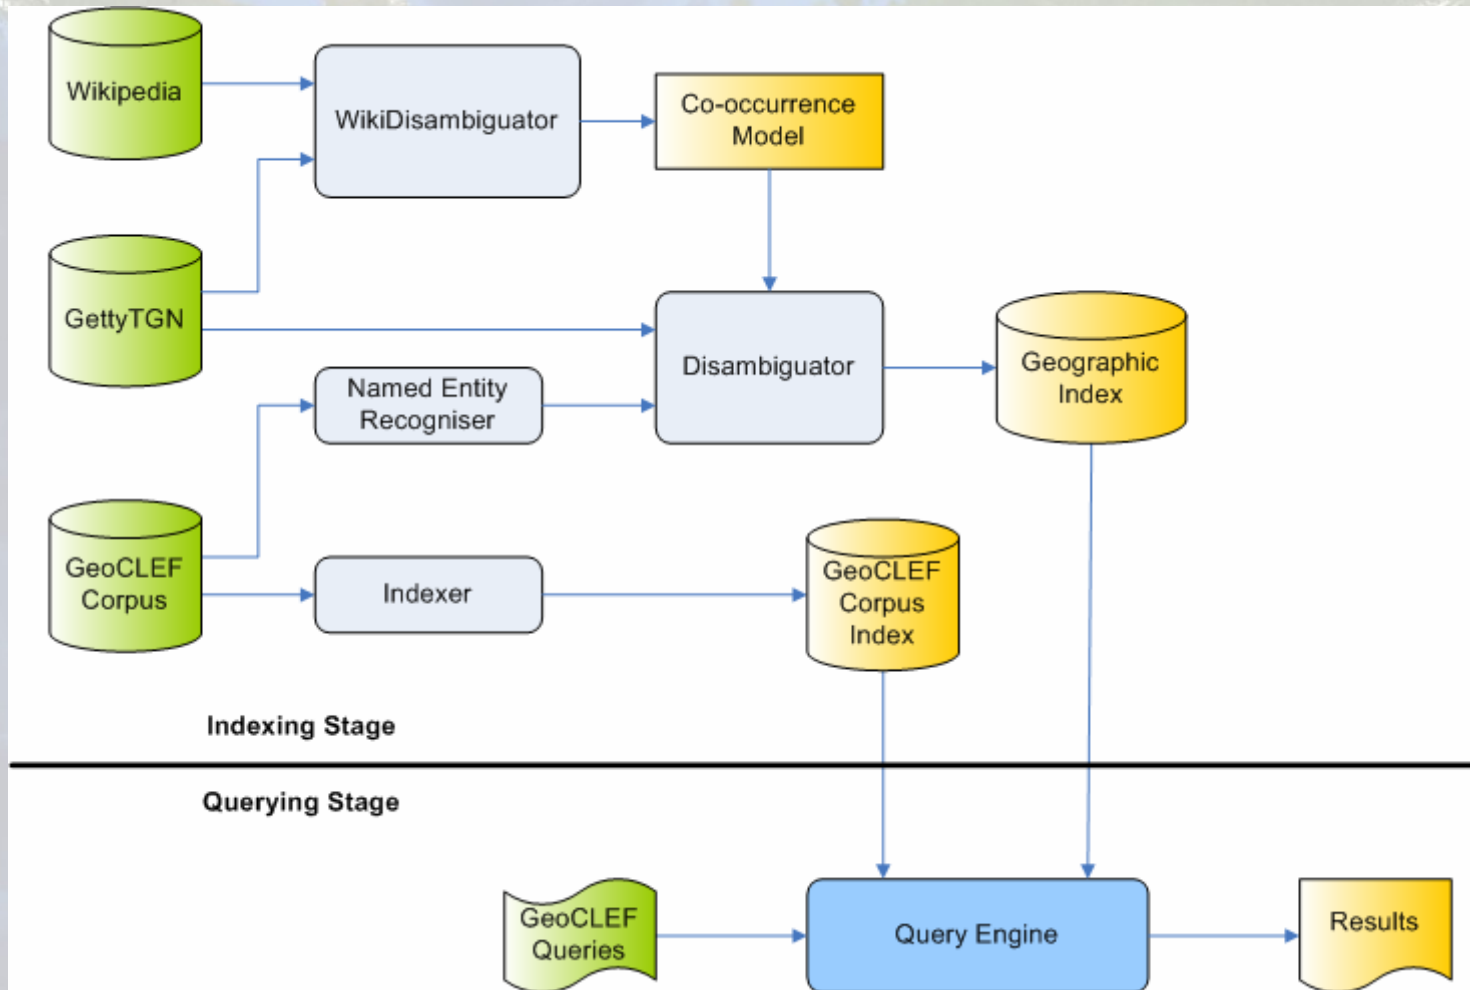 Wikipedia
WikiDisambiguator
Co-occurrence
Model
GettyTGN
Named Entity
Recogniser
Disambiguator
Geographic
Index
GeoCLEF
Corpus
Indexer
GeoCLEF
Corpus
Index
Indexing Stage
Querying Stage
GeoCLEF
Queries
Query Engine
Results